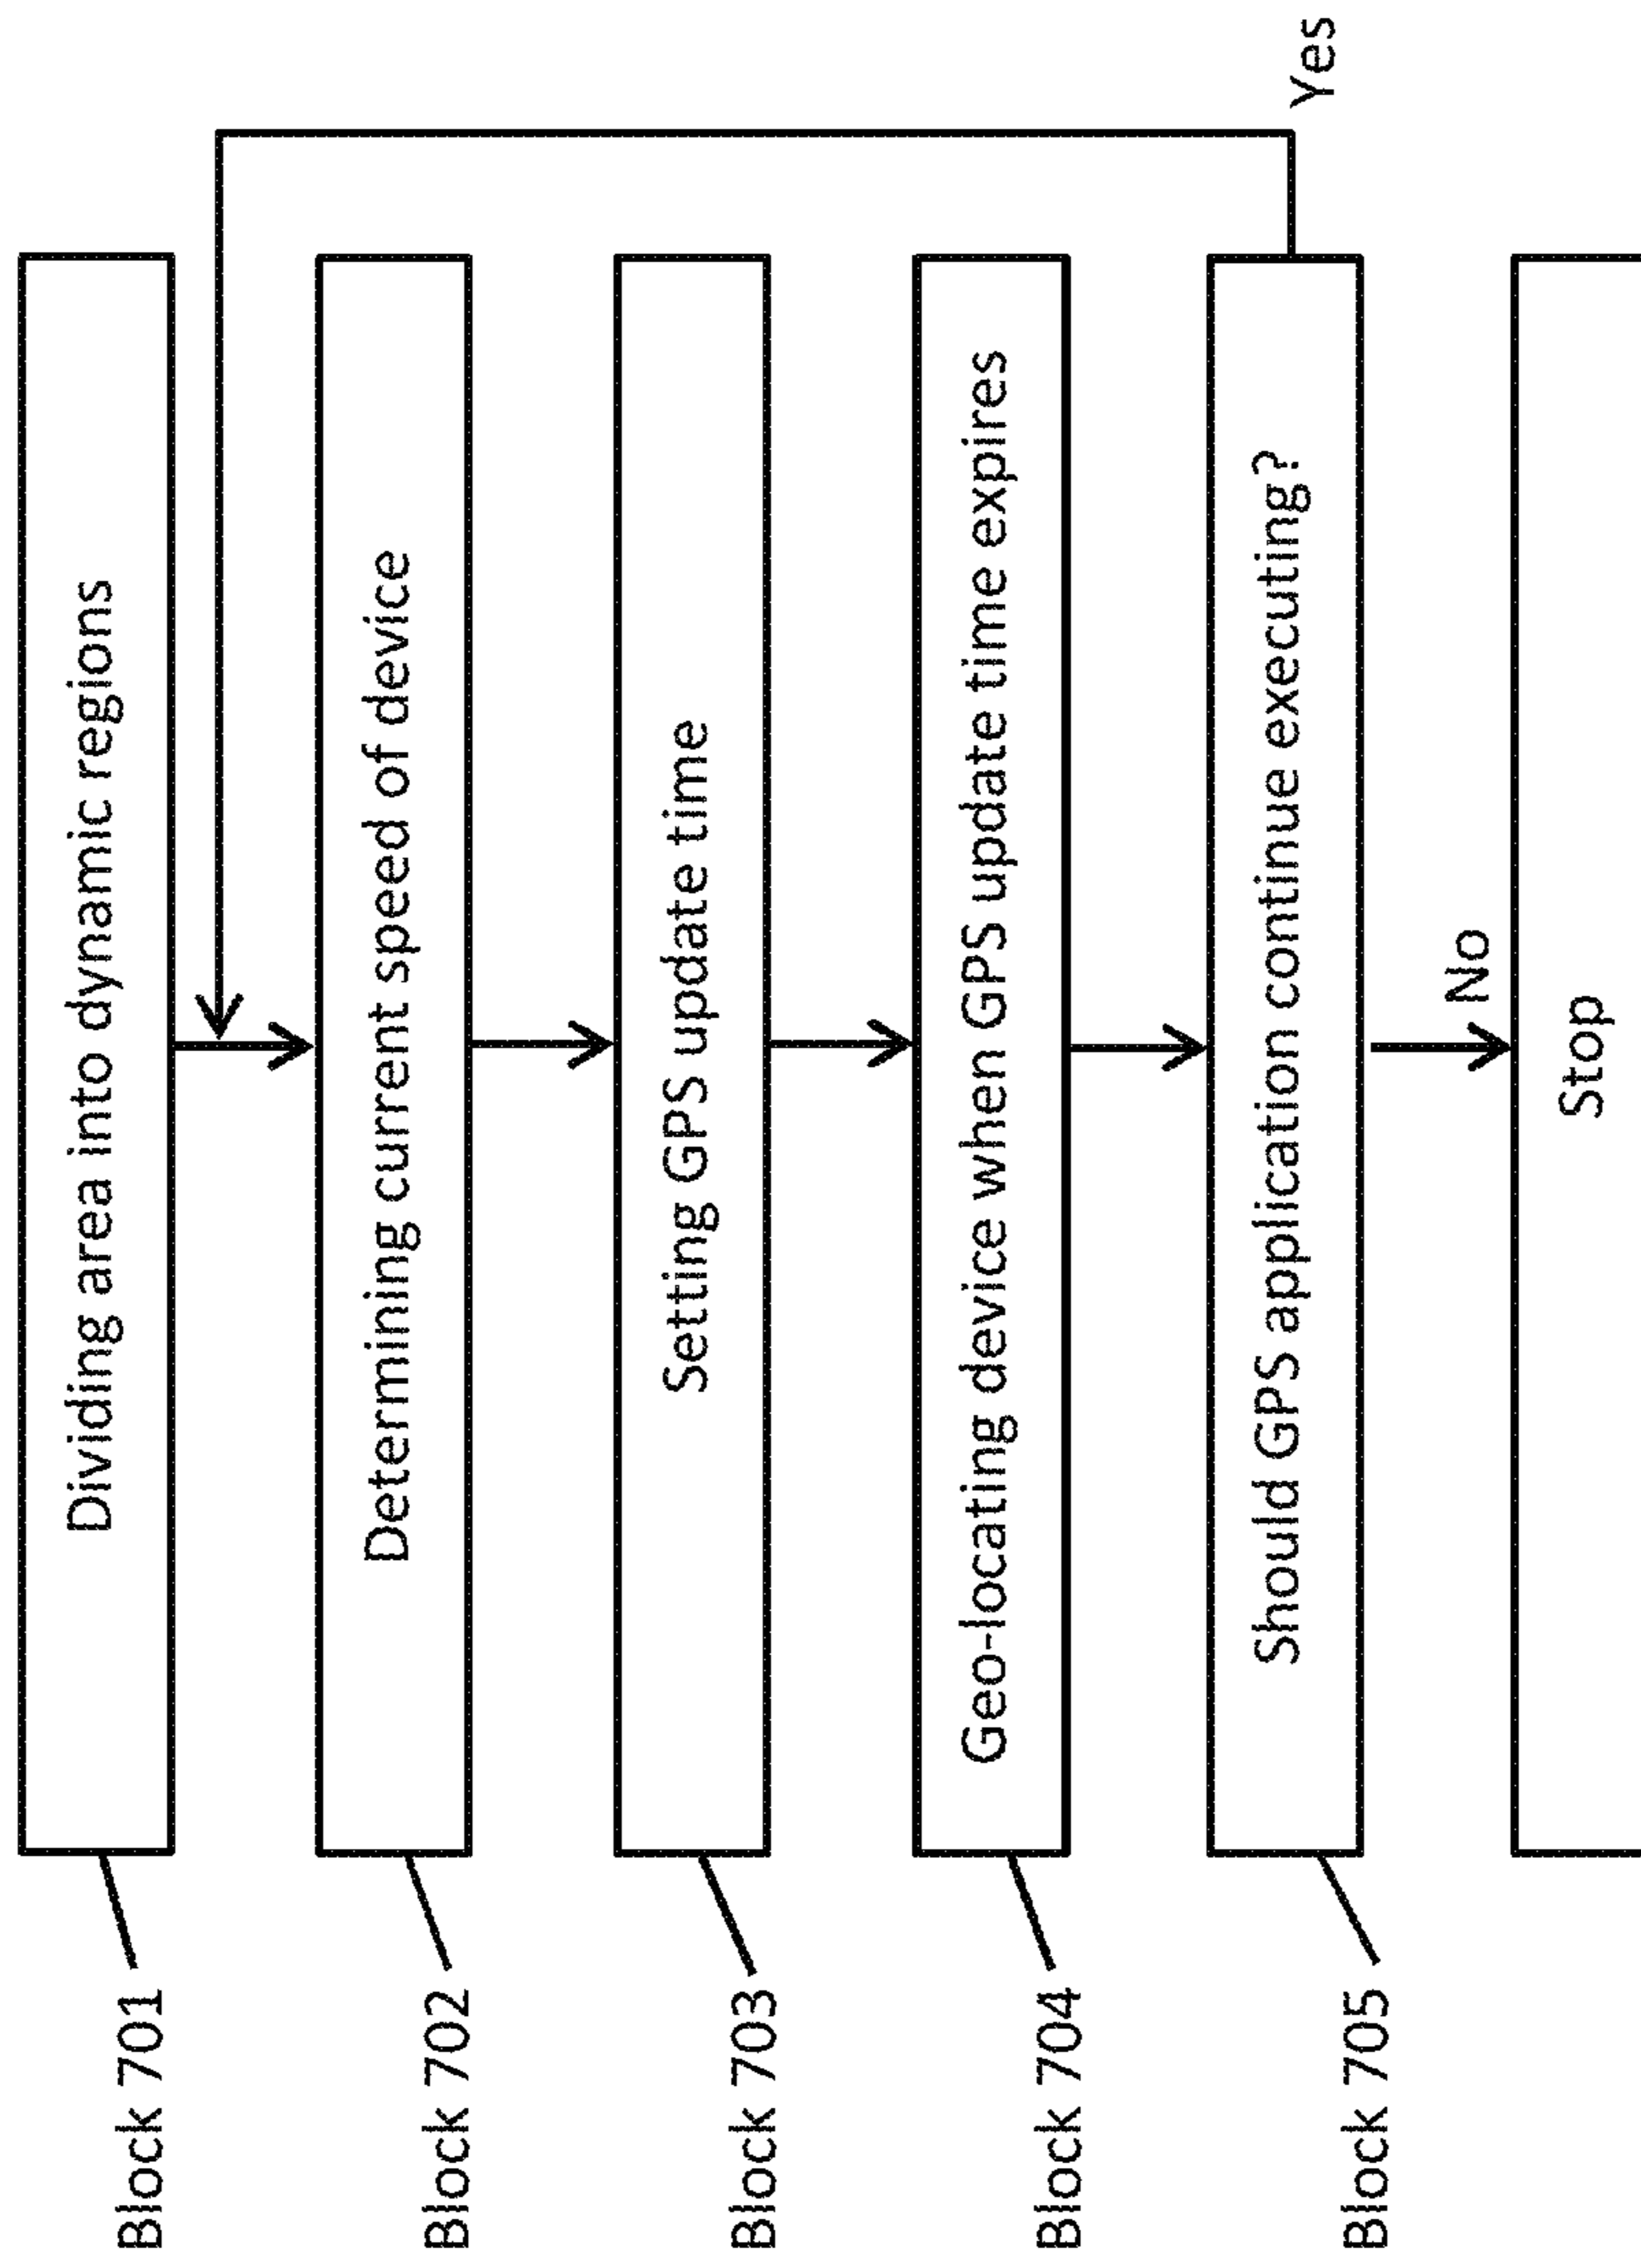 Dividing area into dynamic regions
Block 701
Determining current speed of device
Block 702
Setting GPS update time
Block 703
Geo-locating device when GPS update time expires
Block 704
Should GPS application continue executing?
Block 705
Yes
No
Stop